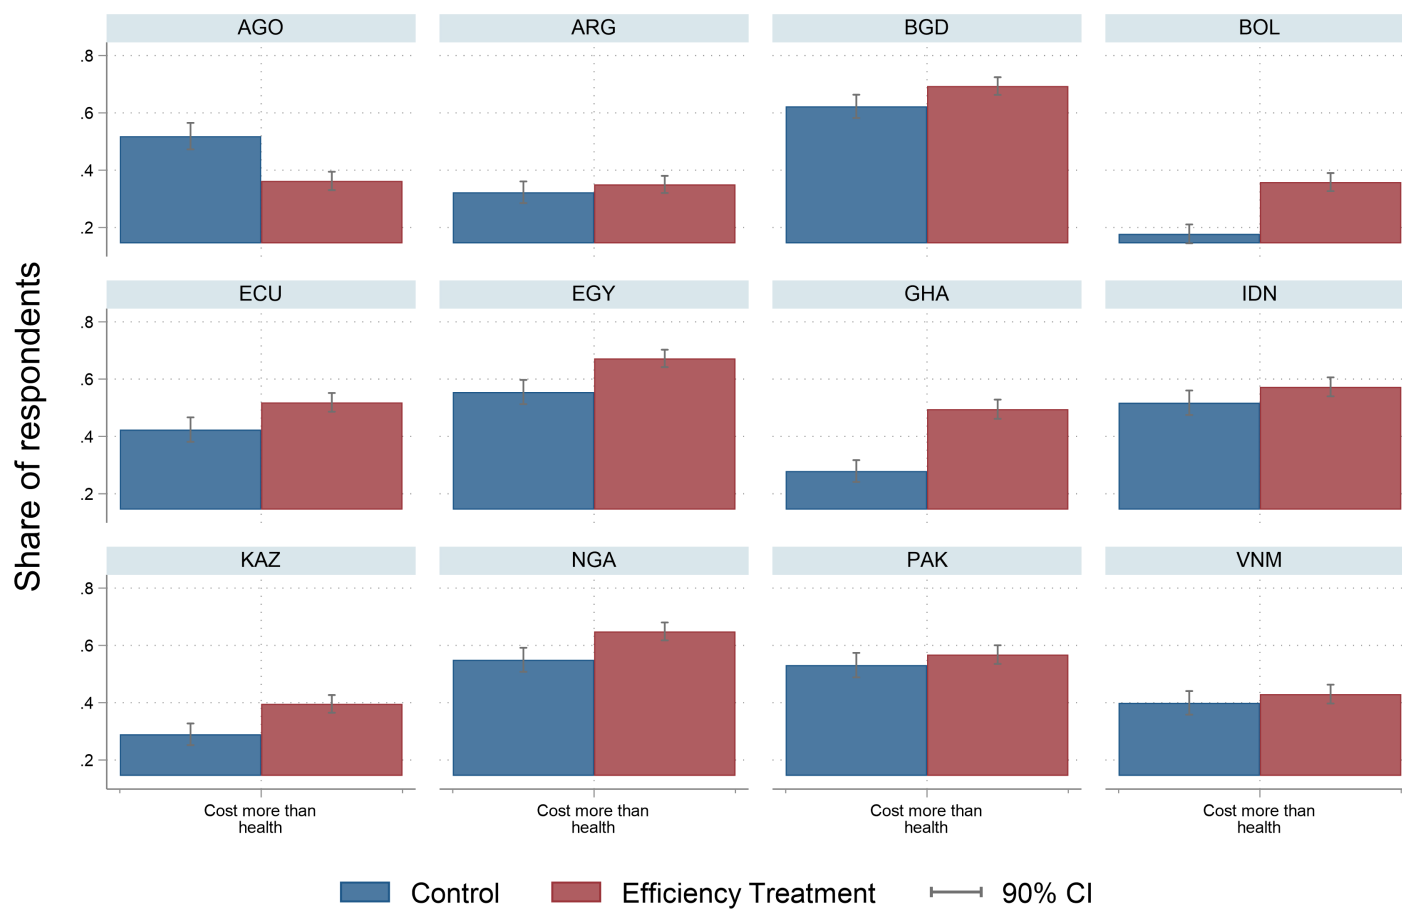 AGO
ARG
BGD
BOL
.8
.6
.4
.2
ECU
EGY
GHA
IDN
.8
.6
.4
.2
KAZ
NGA
PAK
VNM
.8
.6
.4
.2
Share of respondents
Cost more than
health
Cost more than
health
Cost more than
health
Cost more than
health
Control
Efficiency Treatment
90% CI